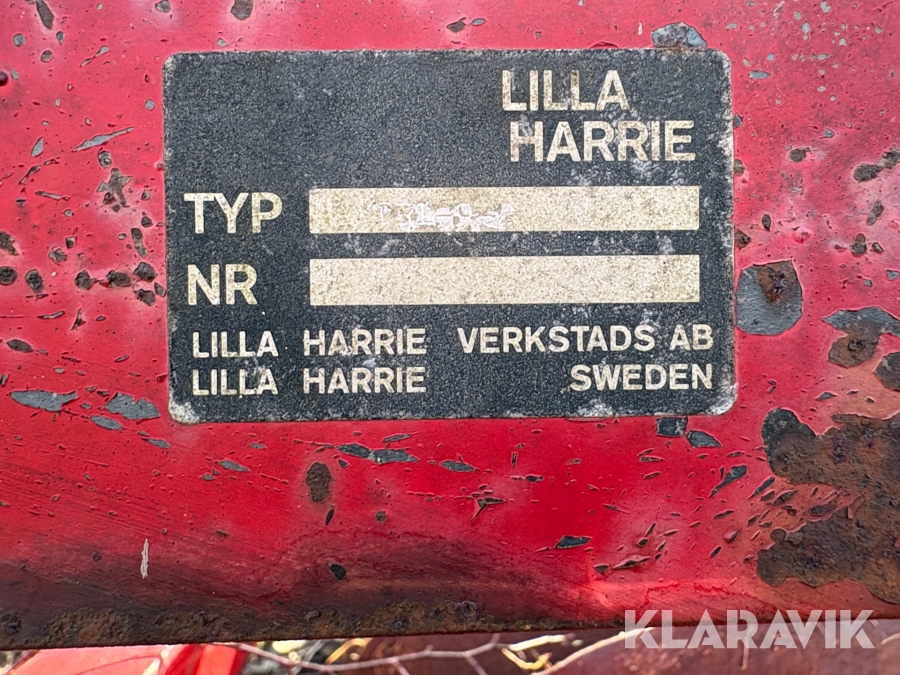 LILLA
HARRIE
TYP
NR
LILLA HARRIE VERKSTADS AB
LILLA HARRIE SWEDEN
KLARAVIK